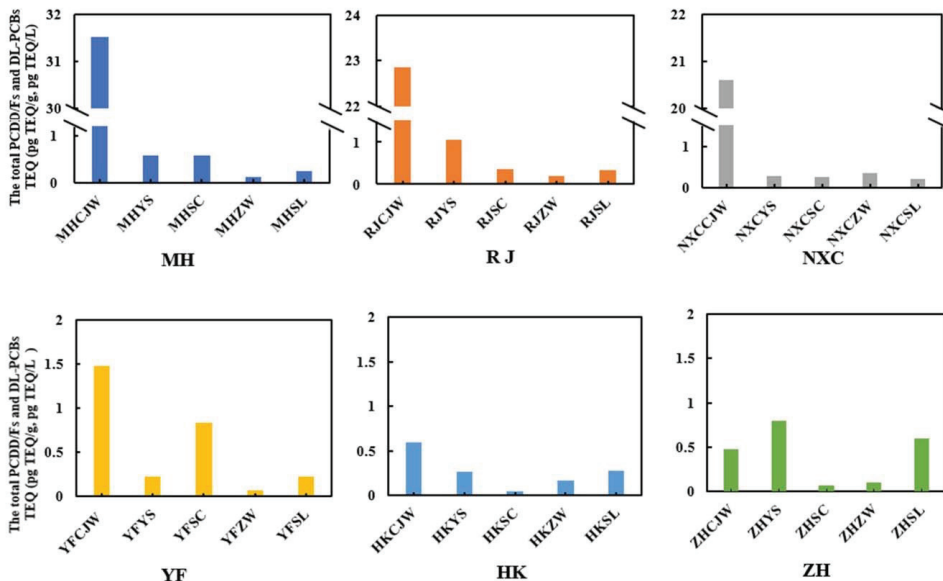 The total PCDD/Fs and DL-PCBs
TEQ (pg TEQ/g, pg TEQ/L)
32
31
30
1
0
MHCJW
MHYS
MHSC
MHZW
MHSL
MH
24
23
22
1
0
RJCJW
RJYS
RJSC
RJZW
RJSL
R J
22
21
20
1
0
NXCCJW
NXCYS
NXCSC
NXCZW
NXCSL
NXC
The total PCDD/Fs and DL-PCBs
TEQ (pg TEQ/g, pg TEQ/L )
2
1.5
1
0.5
0
YFCJW
YFYS
YFSC
YFZW
YFSL
YF
2
1.5
1
0.5
0
HKCJW
HKYS
HKSC
HKZW
HKSL
HK
2
1.5
1
0.5
0
ZHCJW
ZHYS
ZHSC
ZHZW
ZHSL
ZH